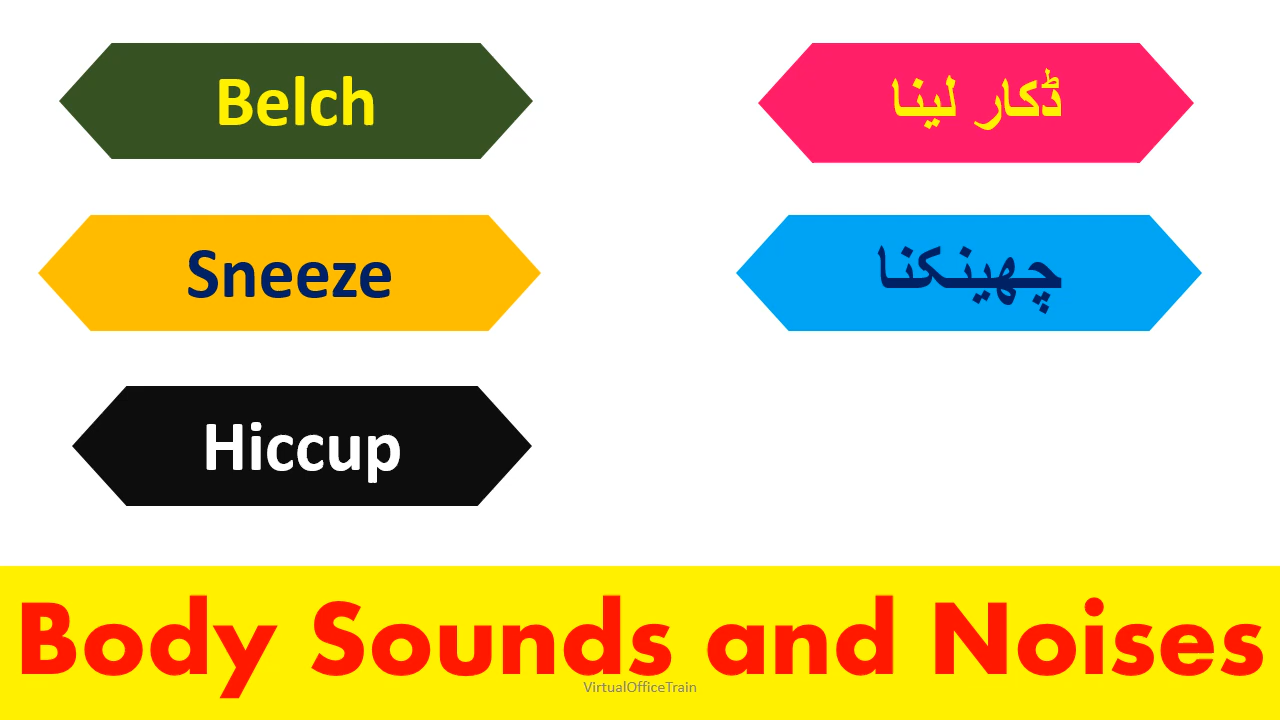 Belch
ڈکار لینا
Sneeze
چھینکنا
Hiccup
Body Sounds and Noises
VirtualOfficeTrain